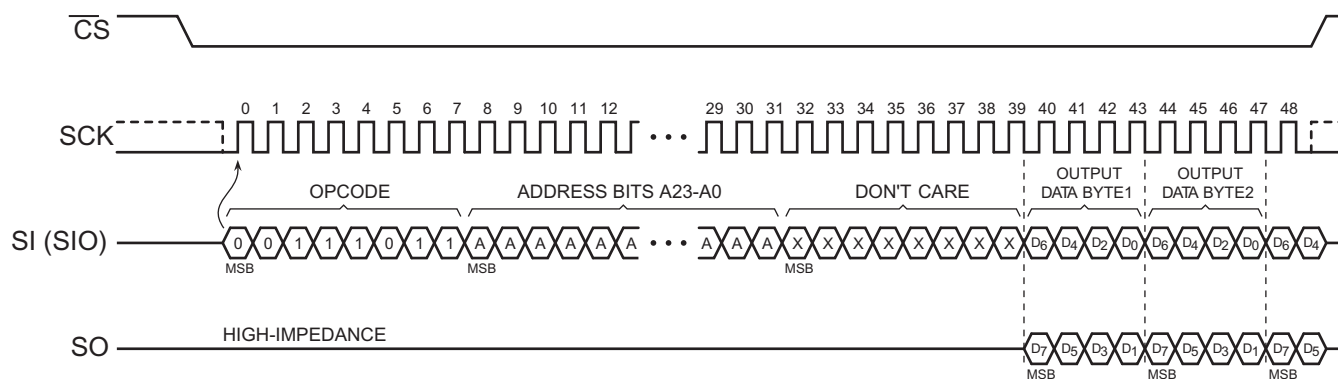 CS
0 1 2 3 4 5 6 7 8 9 10 11 12 29 30 31 32 33 34 35 36 37 38 39 40 41 42 43 44 45 46 47 48
SCK
OPCODE ADDRESS BITS A23-A0 DON'T CARE OUTPUT DATA BYTE1 OUTPUT DATA BYTE2
SI (SIO) 0 0 1 1 1 0 1 1 A A A A A A A A A X X X X X X X X D6 D4 D2 D0 D6 D4 D2 D0 D6 D4
MSB MSB MSB
HIGH-IMPEDANCE
SO D7 D5 D3 D1 D7 D5 D3 D1 D7 D5
MSB MSB MSB